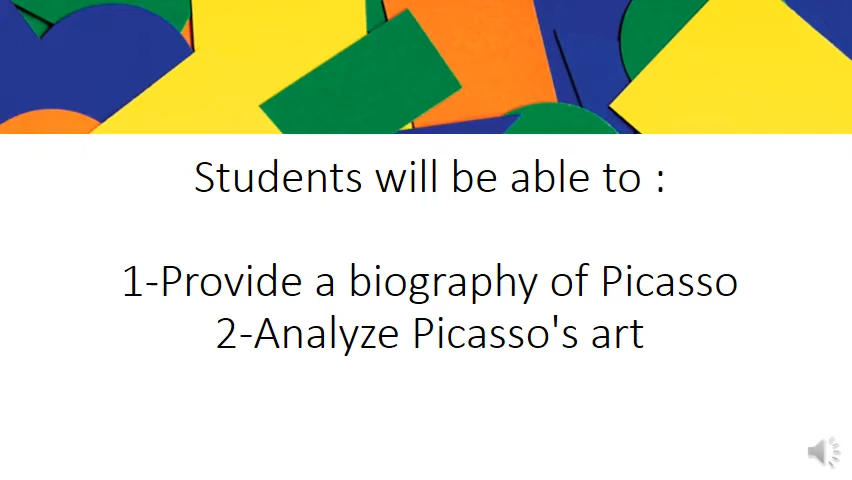 Students will be able to :
1-Provide a biography of Picasso
2-Analyze Picasso's art